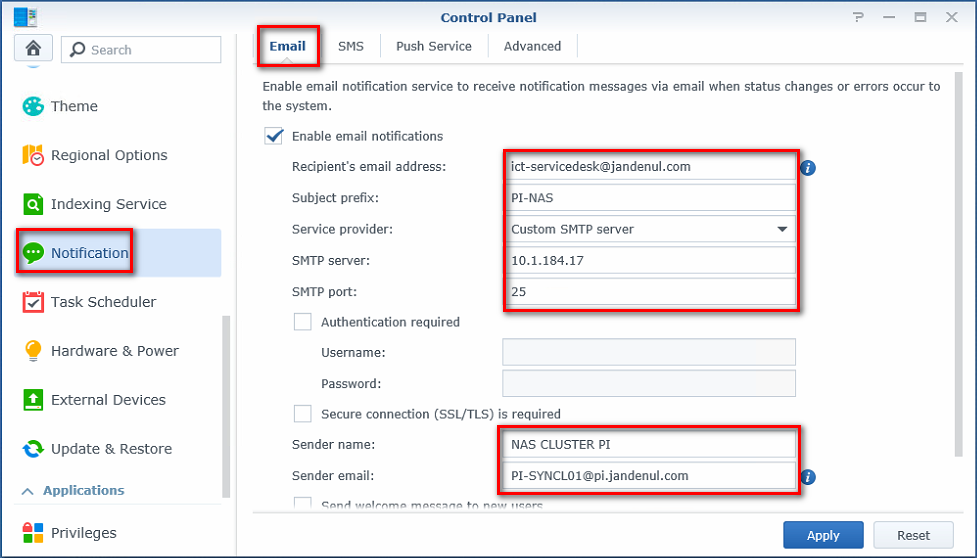 Control Panel
Search
Email
SMS
Push Service
Advanced
Theme
Regional Options
Indexing Service
Notification
Task Scheduler
Hardware & Power
External Devices
Update & Restore
Applications
Privileges
Enable email notification service to receive notification messages via email when status changes or errors occur to
the system.
Enable email notifications
Recipient's email address: ict-servicedesk@jandenul.com
Subject prefix: PI-NAS
Service provider: Custom SMTP server
SMTP server: 10.1.184.17
SMTP port: 25
Authentication required
Username:
Password:
Secure connection (SSL/TLS) is required
Sender name: NAS CLUSTER PI
Sender email: PI-SYNCL01@pi.jandenul.com
Send welcome message to new users
Apply
Reset